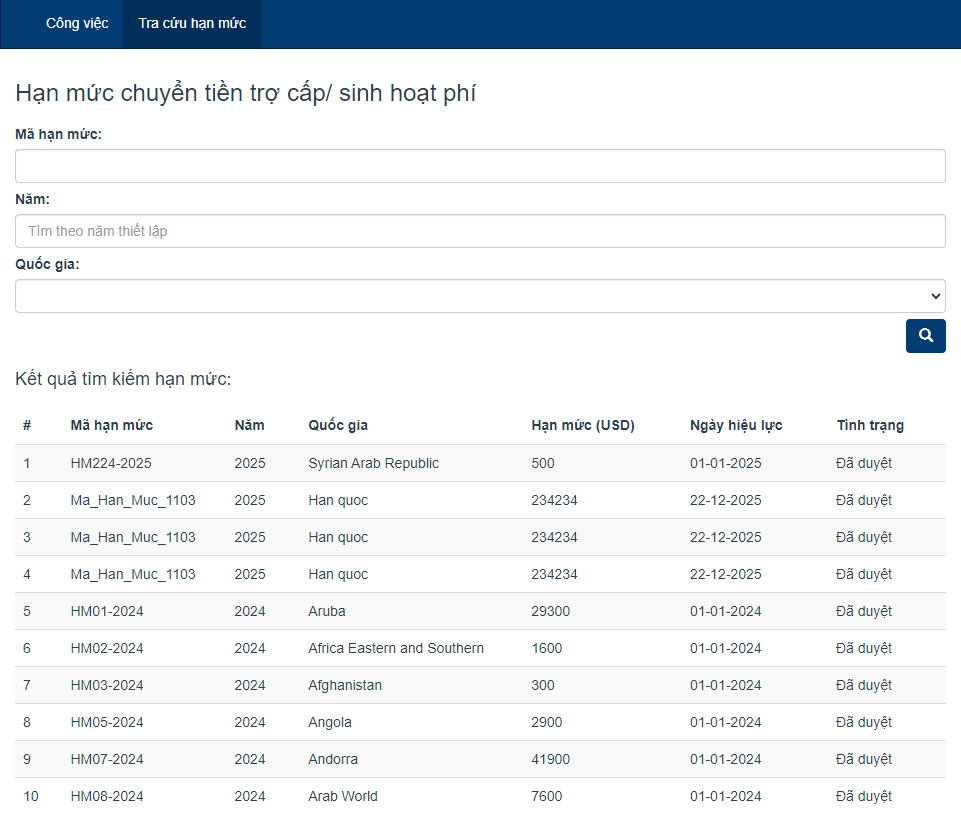 Công việc Tra cứu hạn mức
Hạn mức chuyển tiền trợ cấp/ sinh hoạt phí
Mã hạn mức:
Năm:
Tìm theo năm thiết lập
Quốc gia:
Kết quả tìm kiếm hạn mức:
# Mã hạn mức Năm Quốc gia Hạn mức (USD) Ngày hiệu lực Tình trạng
1 HM224-2025 2025 Syrian Arab Republic 500 01-01-2025 Đã duyệt
2 Ma_Han_Muc_1103 2025 Han quoc 234234 22-12-2025 Đã duyệt
3 Ma_Han_Muc_1103 2025 Han quoc 234234 22-12-2025 Đã duyệt
4 Ma_Han_Muc_1103 2025 Han quoc 234234 22-12-2025 Đã duyệt
5 HM01-2024 2024 Aruba 29300 01-01-2024 Đã duyệt
6 HM02-2024 2024 Africa Eastern and Southern 1600 01-01-2024 Đã duyệt
7 HM03-2024 2024 Afghanistan 300 01-01-2024 Đã duyệt
8 HM05-2024 2024 Angola 2900 01-01-2024 Đã duyệt
9 HM07-2024 2024 Andorra 41900 01-01-2024 Đã duyệt
10 HM08-2024 2024 Arab World 7600 01-01-2024 Đã duyệt